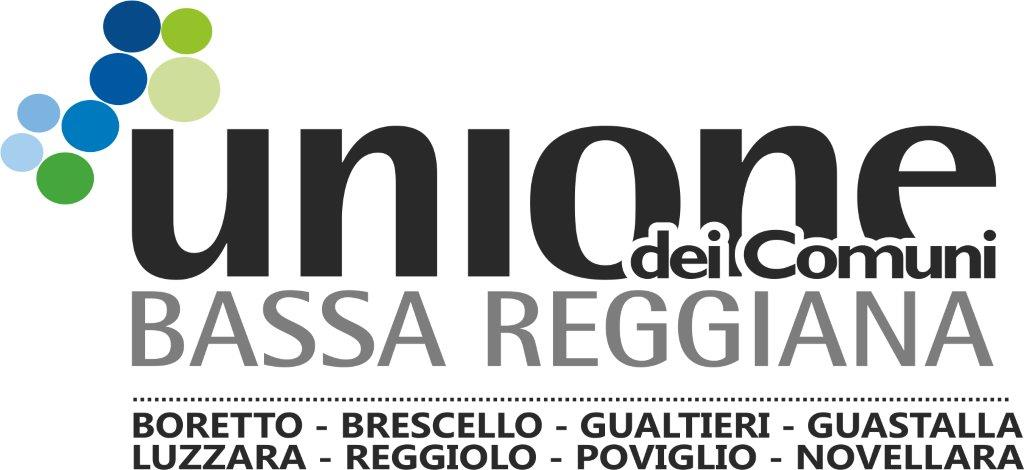 unione
dei Comuni
BASSA REGGIANA
BORETTO - BRESCELLO - GUALTIERI - GUASTALLA
LUZZARA - REGGIOLO - POVIGLIO - NOVELLARA